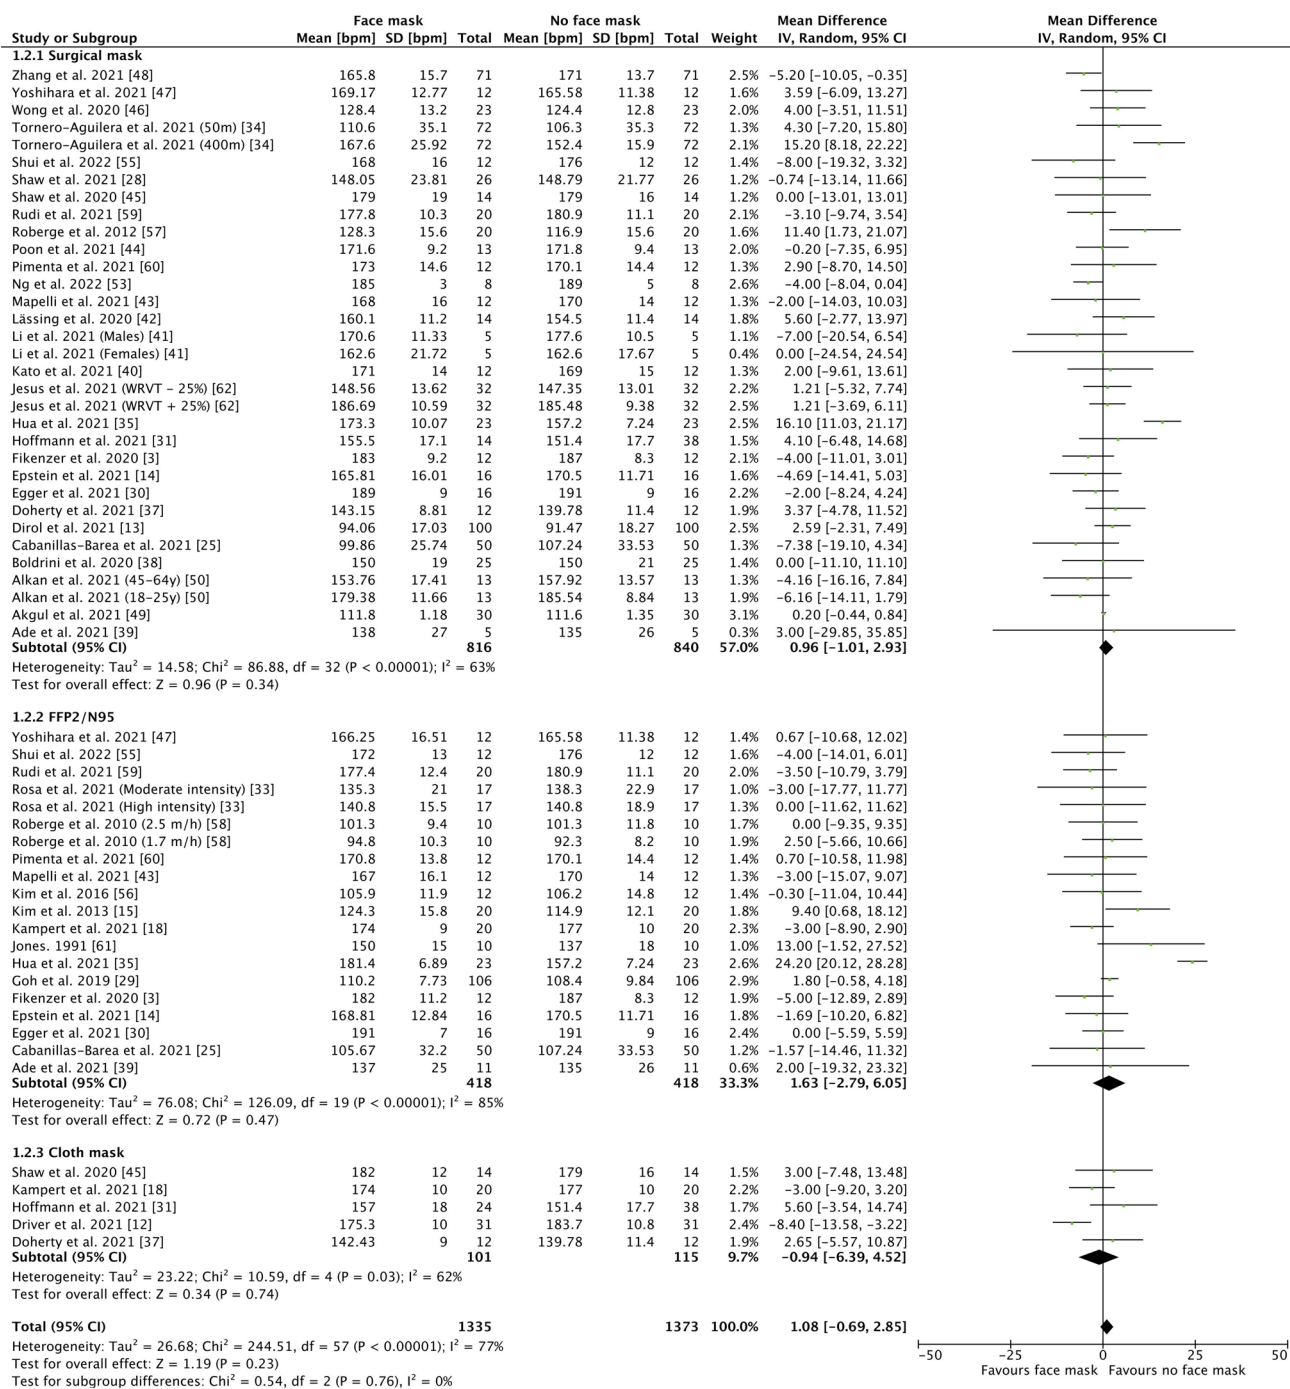 Face mask No face mask Mean Difference Mean Difference
Study or Subgroup Mean [bpm] SD [bpm] Total Mean [bpm] SD [bpm] Total Weight IV, Random, 95% CI IV, Random, 95% CI
1.2.1 Surgical mask
Zhang et al. 2021 [48] 165.8 15.7 71 171 13.7 71 2.5% −5.20 [−10.05, −0.35]
Yoshihara et al. 2021 [47] 169.17 12.77 12 165.58 11.38 12 1.7% 3.59 [−6.09, 13.27]
Wong et al. 2020 [46] 128.4 13.2 23 124.4 12.8 23 2.0% 4.00 [−3.51, 11.51]
Tornero-Aguilera et al. 2021 (50m) [34] 110.6 35.1 72 106.3 35.3 72 1.3% 4.30 [−7.20, 15.80]
Tornero-Aguilera et al. 2021 (400m) [34] 167.6 25.92 72 152.4 15.9 72 2.1% 15.20 [8.18, 22.22]
Shui et al. 2022 [55] 168 16 12 176 12 12 1.4% −8.00 [−19.32, 3.32]
Shaw et al. 2021 [28] 148.05 23.81 26 148.79 21.77 26 1.2% −0.74 [−13.14, 11.66]
Shaw et al. 2020 [45] 179 19 14 179 16 14 1.2% 0.00 [−13.01, 13.01]
Rudi et al. 2021 [59] 177.8 10.3 20 180.9 11.1 20 2.1% −3.10 [−9.74, 3.54]
Roberge et al. 2012 [57] 128.3 15.6 20 116.9 15.6 20 1.6% 11.40 [1.73, 21.07]
Poon et al. 2021 [44] 171.6 9.2 13 171.8 9.4 13 2.0% −0.20 [−7.35, 6.95]
Pimenta et al. 2021 [60] 173 14.6 12 170.1 14.4 12 1.3% 2.90 [−8.70, 14.50]
Ng et al. 2022 [53] 185 3 8 189 5 8 2.6% −4.00 [−8.04, 0.04]
Mapelli et al. 2021 [43] 168 16 12 170 14 12 1.3% −2.00 [−14.03, 10.03]
Lässing et al. 2020 [42] 160.1 11.2 14 154.5 11.4 14 1.8% 5.60 [−2.77, 13.97]
Li et al. 2021 (Males) [41] 170.6 11.33 5 177.6 10.5 5 1.1% −7.00 [−20.54, 6.54]
Li et al. 2021 (Females) [41] 162.6 21.72 5 162.6 17.67 5 0.4% 0.00 [−24.54, 24.54]
Kato et al. 2021 [40] 171 14 12 169 15 12 1.3% 2.00 [−9.61, 13.61]
Jesus et al. 2021 (WRVT − 25%) [62] 148.56 13.62 32 147.35 13.01 32 2.2% 1.21 [−5.32, 7.74]
Jesus et al. 2021 (WRVT + 25%) [62] 186.69 10.59 32 185.48 9.38 32 2.5% 1.21 [−3.69, 6.11]
Hua et al. 2021 [35] 173.3 10.07 23 157.2 7.24 23 2.5% 16.10 [11.03, 21.17]
Hoffmann et al. 2021 [31] 155.5 17.1 14 151.4 17.7 38 1.5% 4.10 [−6.48, 14.68]
Fikenzer et al. 2020 [3] 183 9.2 12 187 8.3 12 2.1% −4.00 [−11.01, 3.01]
Epstein et al. 2021 [14] 165.81 16.01 16 170.5 11.71 16 1.6% −4.69 [−14.41, 5.03]
Egger et al. 2021 [30] 189 9 16 191 9 16 2.2% −2.00 [−8.24, 4.24]
Doherty et al. 2021 [37] 143.15 8.81 12 139.78 11.4 12 1.9% 3.37 [−4.78, 11.52]
Dirol et al. 2021 [13] 94.06 17.03 100 91.47 18.27 100 2.5% 2.59 [−2.31, 7.49]
Cabanillas-Barea et al. 2021 [25] 99.86 25.74 50 107.24 33.53 50 1.3% −7.38 [−19.10, 4.34]
Boldrini et al. 2020 [38] 150 19 25 150 21 25 1.4% 0.00 [−11.10, 11.10]
Alkan et al. 2021 (45-64y) [50] 153.76 17.41 13 157.92 13.57 13 1.3% −4.16 [−16.16, 7.84]
Alkan et al. 2021 (18-25y) [50] 179.38 11.66 13 185.54 8.84 13 1.9% −6.16 [−14.11, 1.79]
Akgul et al. 2021 [49] 111.8 1.18 30 111.6 1.35 30 3.1% 0.20 [−0.44, 0.84]
Ade et al. 2021 [39] 138 27 5 135 26 5 0.3% 3.00 [−29.85, 35.85]
Subtotal (95% CI) 816 840 57.0% 0.96 [−1.01, 2.93]
Heterogeneity: Tau² = 14.58; Chi² = 86.88, df = 32 (P < 0.00001); I² = 63%
Test for overall effect: Z = 0.96 (P = 0.34)
1.2.2 FFP2/N95
Yoshihara et al. 2021 [47] 166.25 16.51 12 165.58 11.38 12 1.4% 0.67 [−10.68, 12.02]
Shui et al. 2022 [55] 172 13 12 176 12 12 1.6% −4.00 [−14.01, 6.01]
Rudi et al. 2021 [59] 177.4 12.4 20 180.9 11.1 20 2.0% −3.50 [−10.79, 3.79]
Rosa et al. 2021 (Moderate intensity) [33] 135.3 21 17 138.3 22.9 17 1.0% −3.00 [−17.77, 11.77]
Rosa et al. 2021 (High intensity) [33] 140.8 15.5 17 140.8 18.9 17 1.3% 0.00 [−11.62, 11.62]
Roberge et al. 2010 (2.5 m/h) [58] 101.3 9.4 10 101.3 11.8 10 1.7% 0.00 [−9.35, 9.35]
Roberge et al. 2010 (1.7 m/h) [58] 94.8 10.3 10 92.3 8.2 10 1.9% 2.50 [−5.66, 10.66]
Pimenta et al. 2021 [60] 170.8 13.8 12 170.1 14.4 12 1.4% 0.70 [−10.58, 11.98]
Mapelli et al. 2021 [43] 167 16.1 12 170 14 12 1.3% −3.00 [−15.07, 9.07]
Kim et al. 2016 [56] 105.9 11.9 12 106.2 14.8 12 1.4% −0.30 [−11.04, 10.44]
Kim et al. 2013 [15] 124.3 15.8 20 114.9 12.1 20 1.8% 9.40 [0.68, 18.12]
Kampert et al. 2021 [18] 174 9 20 177 10 20 2.3% −3.00 [−8.90, 2.90]
Jones. 1991 [61] 150 15 10 137 18 10 1.0% 13.00 [−1.52, 27.52]
Hua et al. 2021 [35] 181.4 6.89 23 157.2 7.24 23 2.6% 24.20 [20.12, 28.28]
Goh et al. 2019 [29] 110.2 7.73 106 108.4 9.84 106 2.9% 1.80 [−0.58, 4.18]
Fikenzer et al. 2020 [3] 182 11.2 12 187 8.3 12 1.9% −5.00 [−12.89, 2.89]
Epstein et al. 2021 [14] 168.81 12.84 16 170.5 11.71 16 1.8% −1.69 [−10.20, 6.82]
Egger et al. 2021 [30] 191 7 16 191 9 16 2.4% 0.00 [−5.59, 5.59]
Cabanillas-Barea et al. 2021 [25] 105.67 32.2 50 107.24 33.53 50 1.2% −1.57 [−14.46, 11.32]
Ade et al. 2021 [39] 137 25 11 135 26 11 0.6% 2.00 [−19.32, 23.32]
Subtotal (95% CI) 418 418 33.3% 1.63 [−2.79, 6.05]
Heterogeneity: Tau² = 76.08; Chi² = 126.09, df = 19 (P < 0.00001); I² = 85%
Test for overall effect: Z = 0.72 (P = 0.47)
1.2.3 Cloth mask
Shaw et al. 2020 [45] 182 12 14 179 16 14 1.5% 3.00 [−7.48, 13.48]
Kampert et al. 2021 [18] 174 10 20 177 10 20 2.2% −3.00 [−9.20, 3.20]
Hoffmann et al. 2021 [31] 157 18 24 151.4 17.7 38 1.7% 5.60 [−3.54, 14.74]
Driver et al. 2021 [12] 175.3 10 31 183.7 10.8 31 2.4% −8.40 [−13.58, −3.22]
Doherty et al. 2021 [37] 142.43 9 12 139.78 11.4 12 1.9% 2.65 [−5.57, 10.87]
Subtotal (95% CI) 101 115 9.7% −0.94 [−6.39, 4.52]
Heterogeneity: Tau² = 23.22; Chi² = 10.59, df = 4 (P = 0.03); I² = 62%
Test for overall effect: Z = 0.34 (P = 0.74)
Total (95% CI) 1335 1373 100.0% 1.08 [−0.69, 2.85]
Heterogeneity: Tau² = 26.68; Chi² = 244.51, df = 57 (P < 0.00001); I² = 77%
Test for overall effect: Z = 1.19 (P = 0.23)
Test for subgroup differences: Chi² = 0.54, df = 2 (P = 0.76), I² = 0%
−50 −25 0 25 50
Favours face mask Favours no face mask